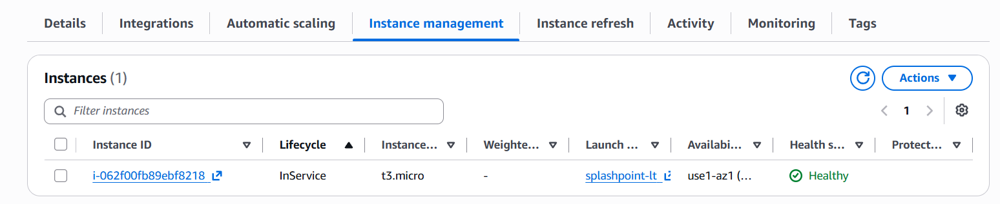 Details Integrations Automatic scaling Instance management Instance refresh Activity Monitoring Tags
Instances (1) Actions
Filter instances 1
Instance ID Lifecycle Instance... Weighte... Launch ... Availabi... Health s... Protect...
i-062f00fb89ebf8218 InService t3.micro - splashpoint-lt use1-az1 (... Healthy